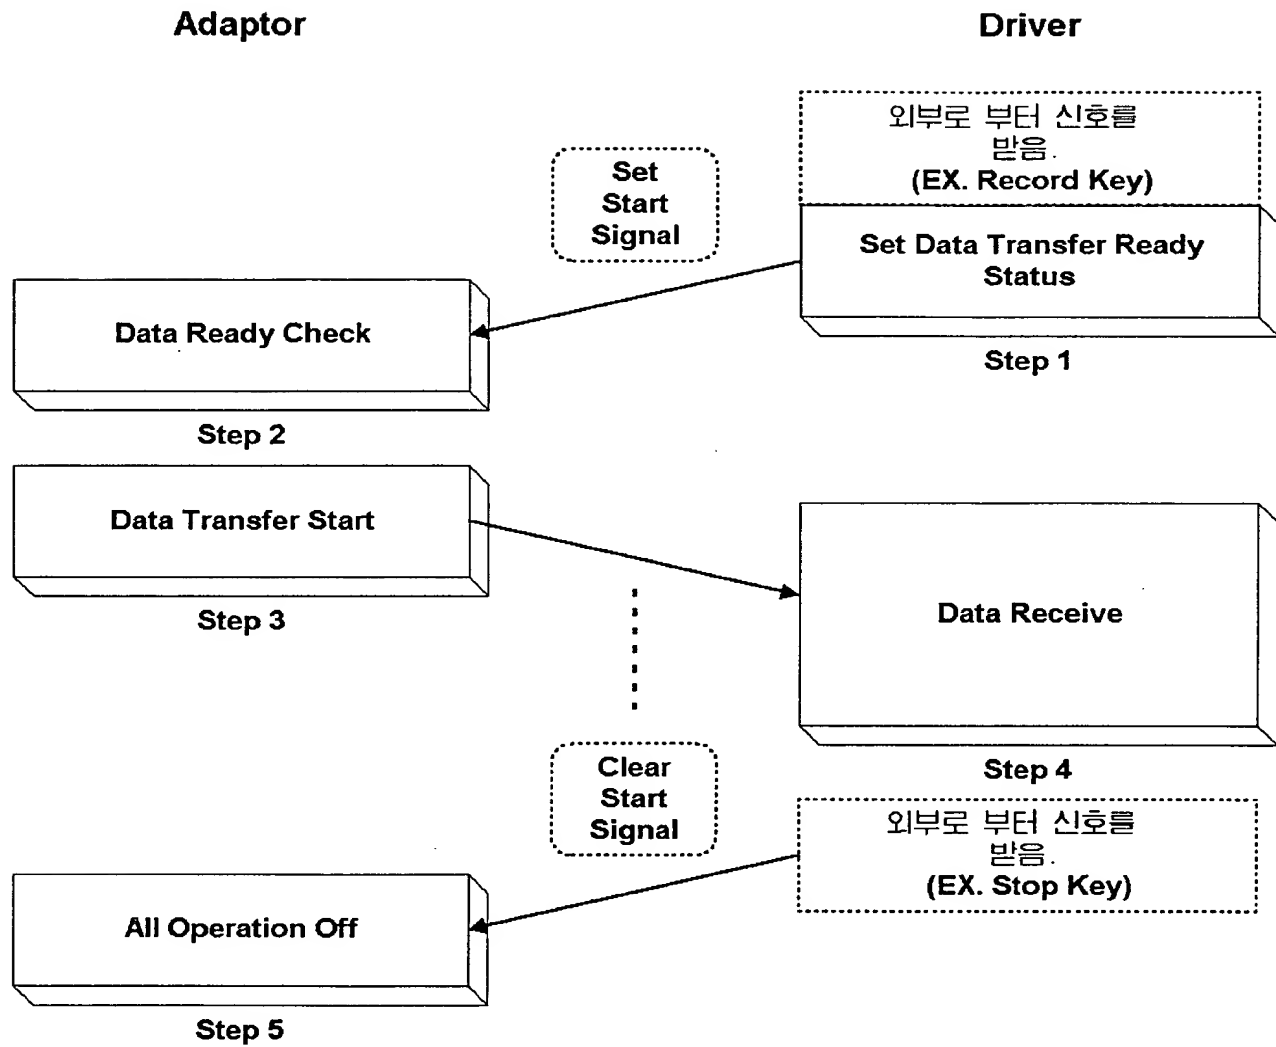 Adaptor
Driver
외부로 부터 신호를
받음.
(EX. Record Key)
Set
Start
Signal
Set Data Transfer Ready
Status
Step 1
Data Ready Check
Step 2
Data Transfer Start
Step 3
Data Receive
Step 4
Clear
Start
Signal
외부로 부터 신호를
받음.
(EX. Stop Key)
All Operation Off
Step 5